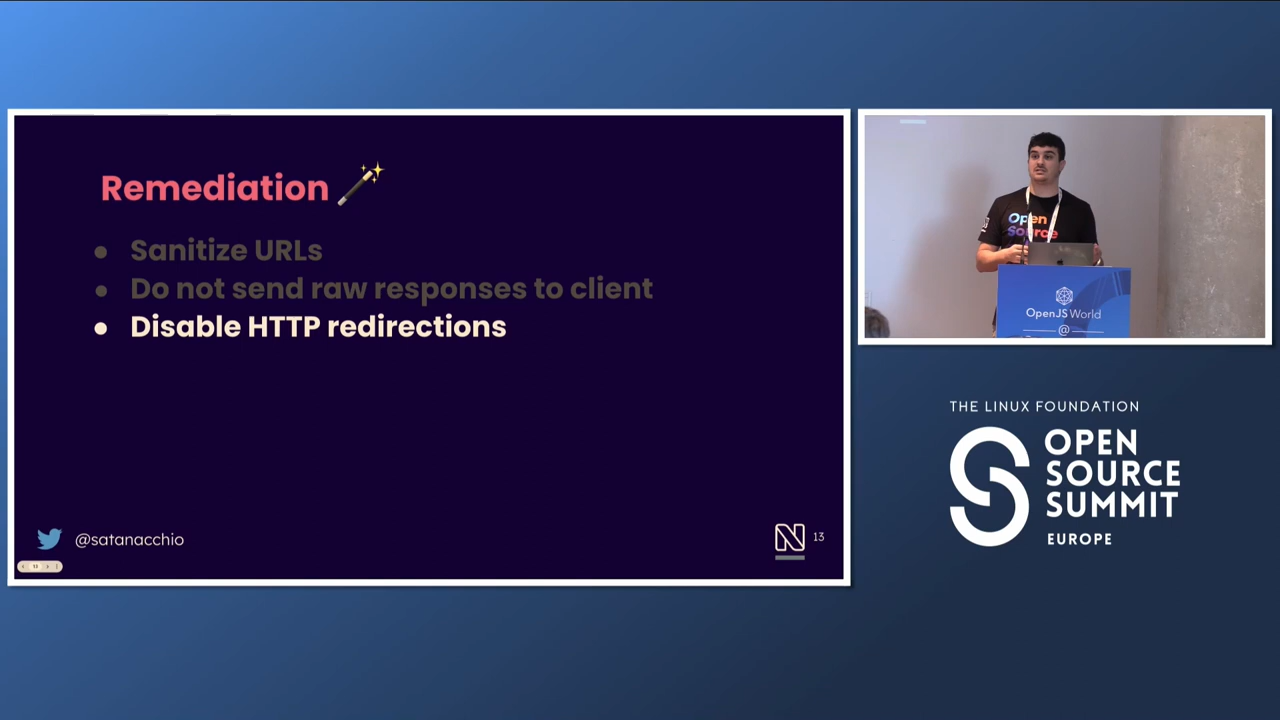 Remediation
Sanitize URLs
Do not send raw responses to client
Disable HTTP redirections
@satanacchio
N 13
13
Open
Source
OpenJS World
@
THE LINUX FOUNDATION
OPEN
SOURCE
SUMMIT
EUROPE